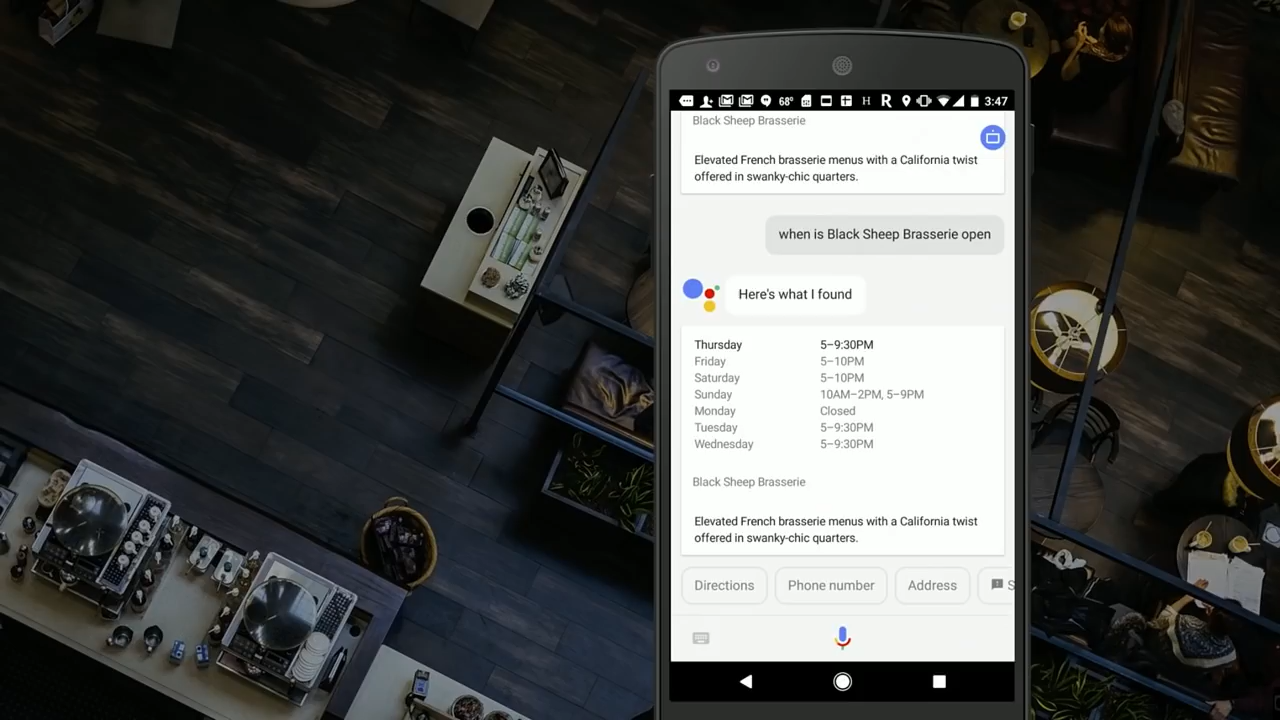 68° H R 3:47
Black Sheep Brasserie
Elevated French brasserie menus with a California twist
offered in swanky-chic quarters.
when is Black Sheep Brasserie open
Here's what I found
Thursday 5–9:30PM
Friday 5–10PM
Saturday 5–10PM
Sunday 10AM–2PM, 5–9PM
Monday Closed
Tuesday 5–9:30PM
Wednesday 5–9:30PM
Black Sheep Brasserie
Elevated French brasserie menus with a California twist
offered in swanky-chic quarters.
Directions Phone number Address S